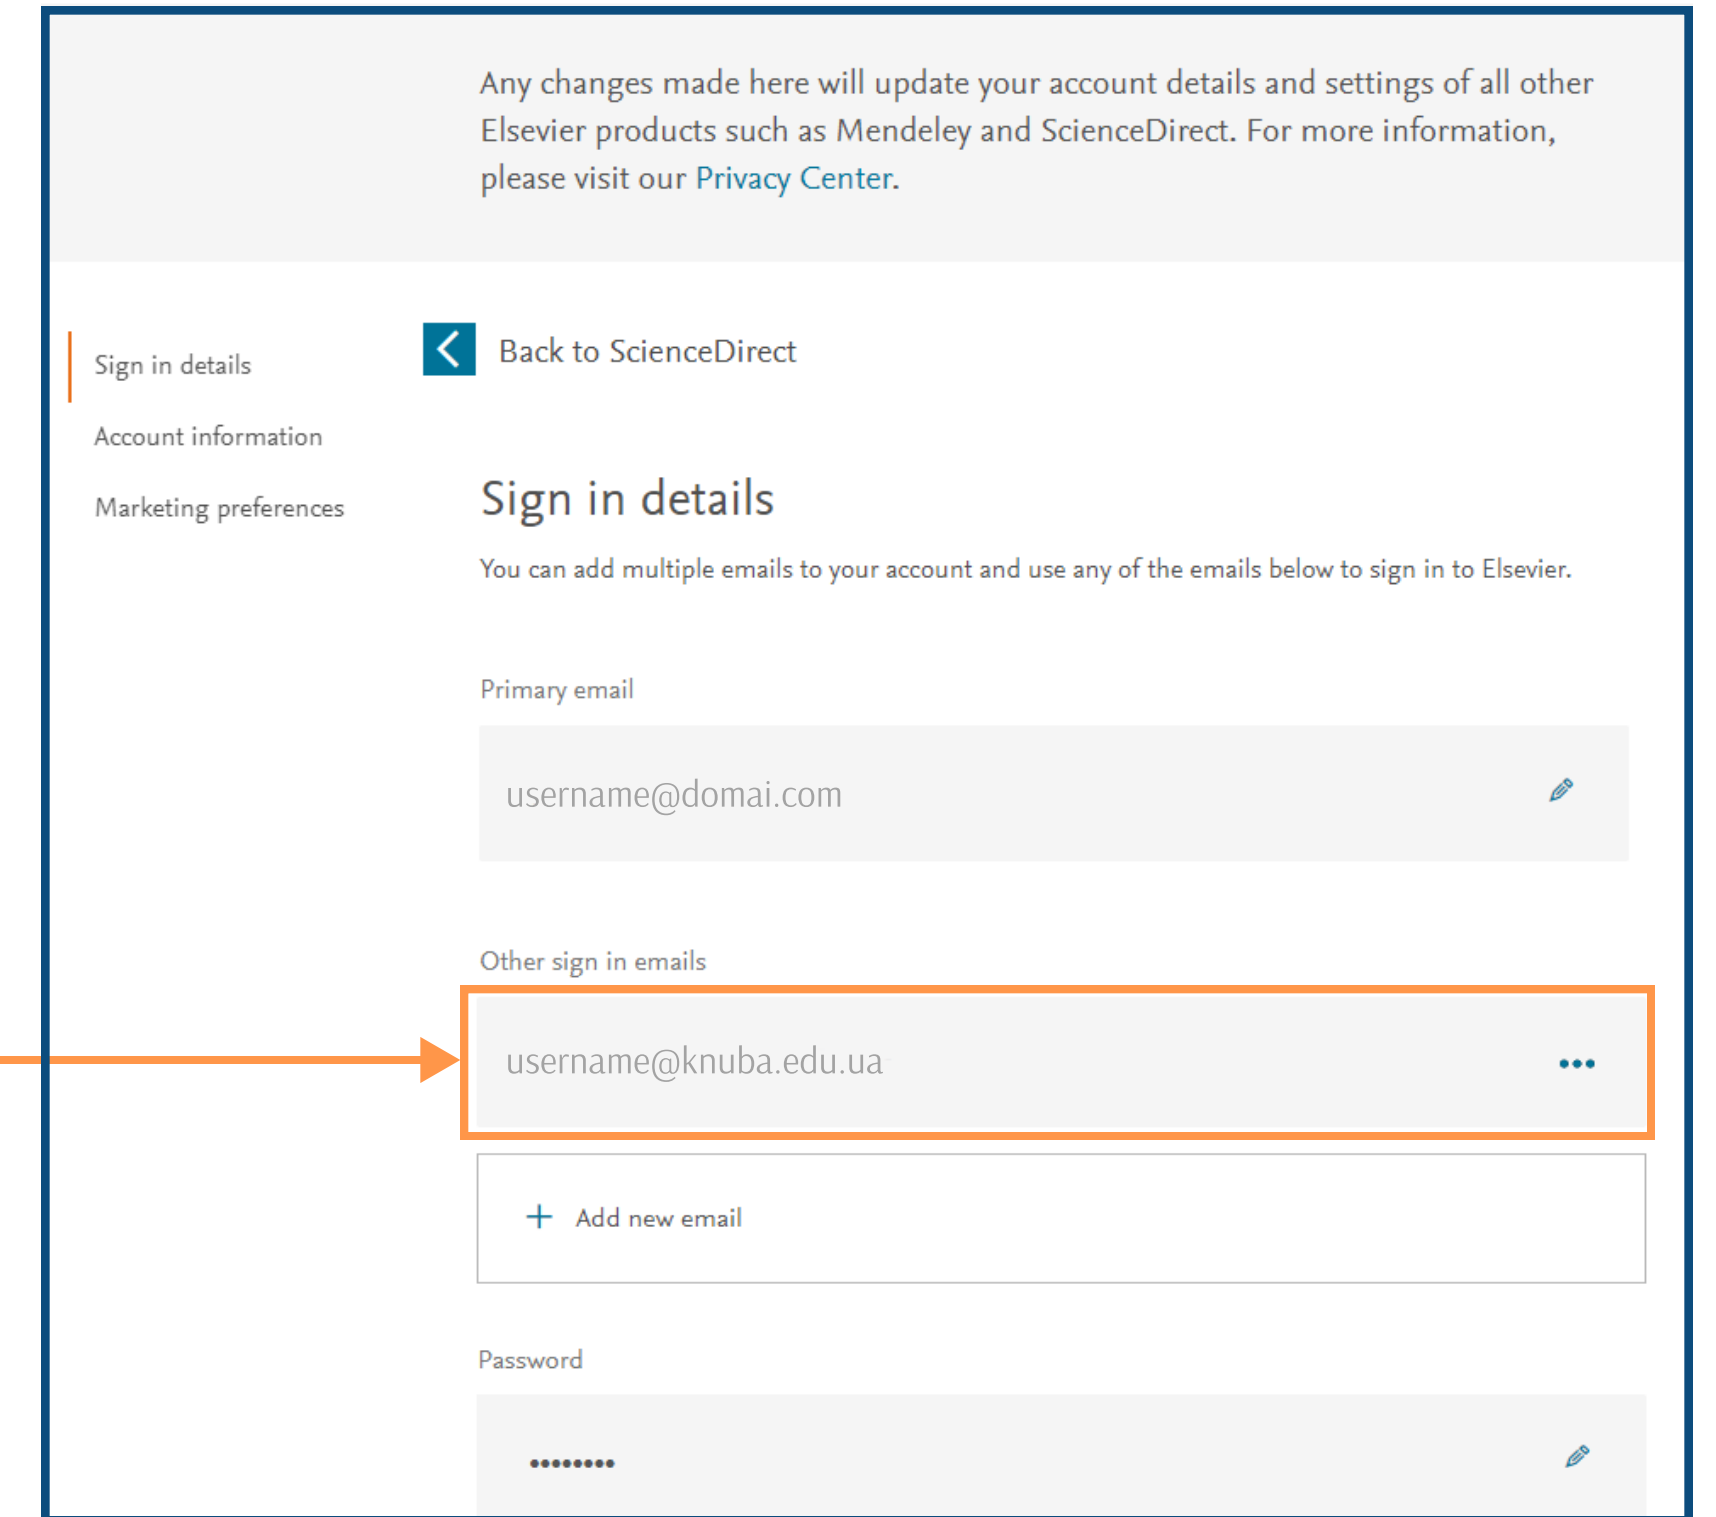 Any changes made here will update your account details and settings of all other
Elsevier products such as Mendeley and ScienceDirect. For more information,
please visit our Privacy Center.
Sign in details
Account information
Marketing preferences
Back to ScienceDirect
Sign in details
You can add multiple emails to your account and use any of the emails below to sign in to Elsevier.
Primary email
username@domai.com
Other sign in emails
username@knuba.edu.ua
+ Add new email
Password
••••••••